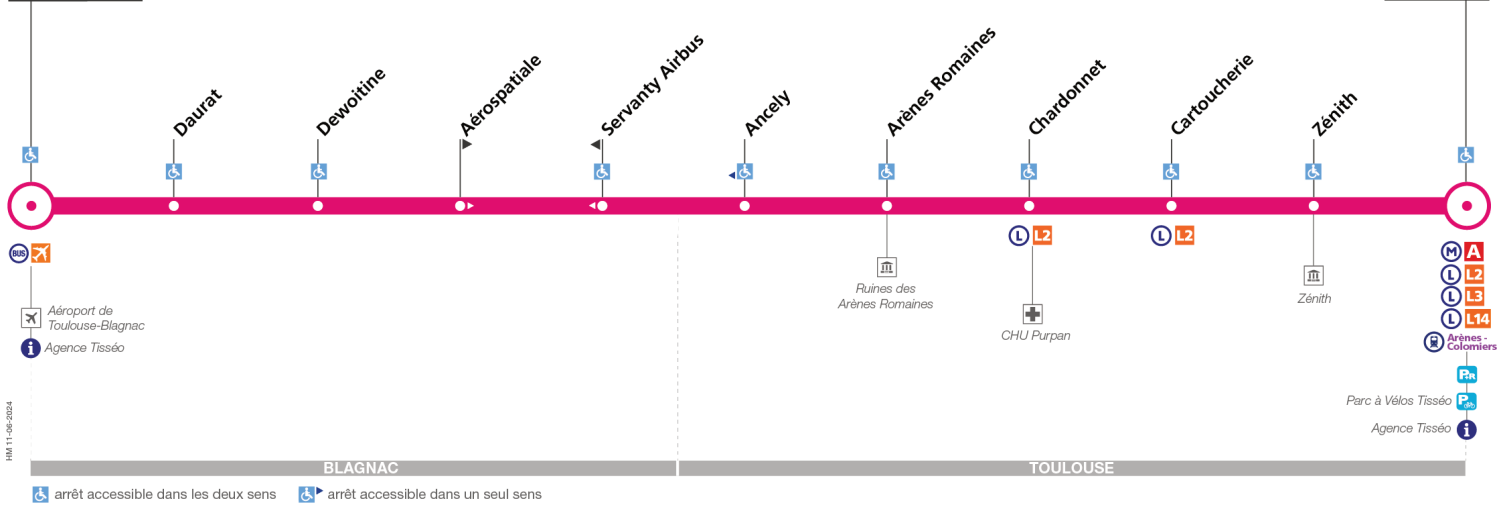 Daurat
Dewoitine
Aérospatiale
Servanty Airbus
Ancely
Arènes Romaines
Chardonnet
Cartoucherie
Zénith
BUS
L L2
L L2
M A
L L2
L L3
L L14
Arènes -
Colomiers
Aéroport de
Toulouse-Blagnac
i Agence Tisséo
Ruines des
Arènes Romaines
CHU Purpan
Zénith
P+R
Parc à Vélos Tisséo P
Agence Tisséo i
HM 11-06-2024
BLAGNAC
TOULOUSE
arrêt accessible dans les deux sens
arrêt accessible dans un seul sens